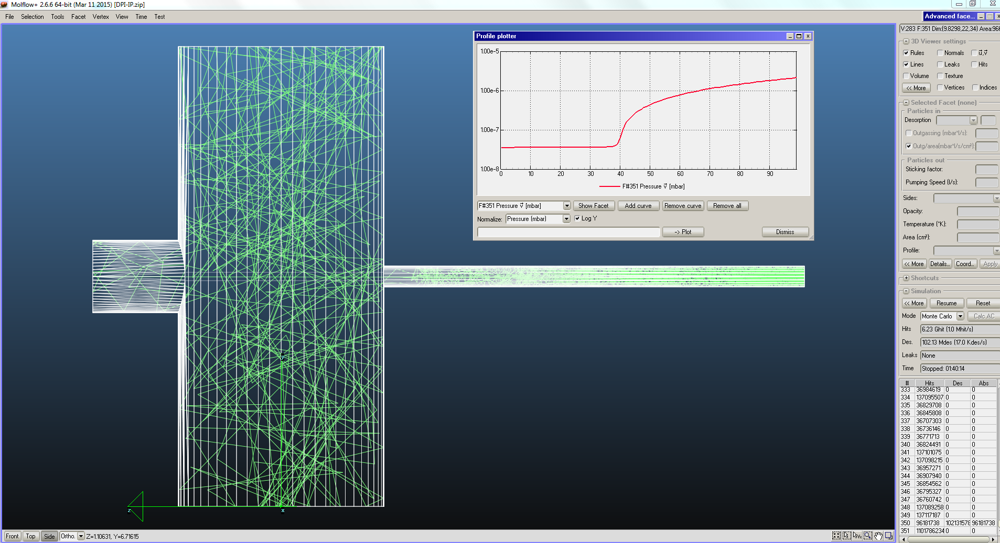 Molflow+ 2.6.6 64-bit (Mar 11 2015) [DPI-IP.zip]
File Selection Tools Facet Vertex View Time Test
Advanced face...
V:283 F:351 Dim:(9.8298,22,34) Area:966
Profile plotter
1.00e-5
1.00e-6
1.00e-7
1.00e-8
0 10 20 30 40 50 60 70 80 90
F#351 Pressure v⃗ [mbar]
F#351 Pressure v⃗ [mbar] Show Facet Add curve Remove curve Remove all
Normalize: Pressure (mbar) Log Y
-> Plot Dismiss
3D Viewer settings
Rules Normals u⃗,v⃗
Lines Leaks Hits
Volume Texture
<< More Vertices Indices
Selected Facet (none)
Particles in
Desorption
Outgassing (mbar*l/s):
Outg/area(mbar*l/s/cm²):
Particles out
Sticking factor:
Pumping Speed (l/s):
Sides:
Opacity:
Temperature (°K):
Area (cm²):
Profile:
<< More Details... Coord... Apply
Shortcuts
Simulation
<< More Resume Reset
Mode Monte Carlo Calc AC
Hits 6.23 Ghit (1.0 Mhit/s)
Des. 102.13 Mdes (17.0 Kdes/s)
Leaks None
Time Stopped: 01:40:14
# Hits Des Abs
333 36984619 0 0
334 137095507 0 0
335 36829708 0 0
336 36845808 0 0
337 36707303 0 0
338 36736146 0 0
339 36771713 0 0
340 36824491 0 0
341 137101075 0 0
342 137098215 0 0
343 36957271 0 0
344 36907940 0 0
345 36854562 0 0
346 36795327 0 0
347 36760742 0 0
348 137089258 0 0
349 137117187 0 0
350 96181738 102131578 96181738
351 1101786234 0 0
y
z x
Front Top Side Ortho. Z=1.10631, Y=6.71615